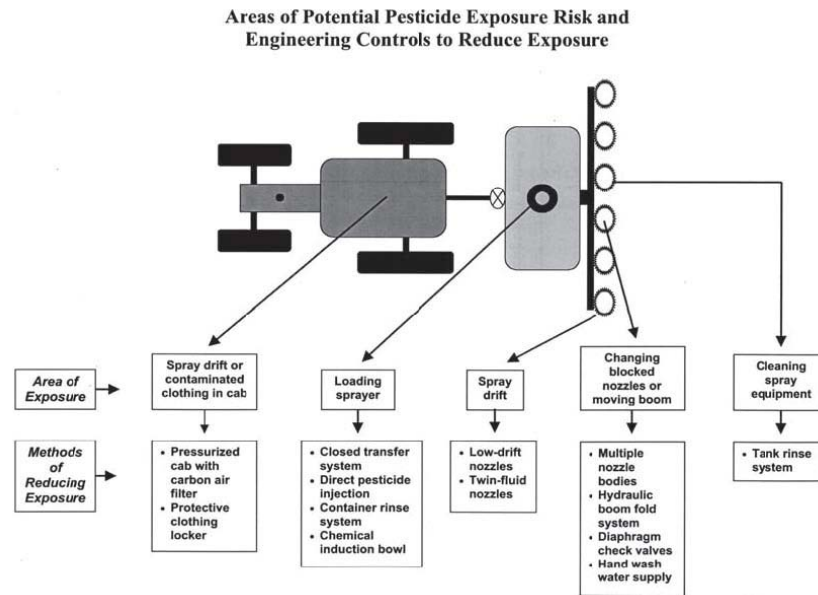 Areas of Potential Pesticide Exposure Risk and
Engineering Controls to Reduce Exposure
Area of
Exposure
Spray drift or
contaminated
clothing in cab
Loading
sprayer
Spray
drift
Changing
blocked
nozzles or
moving boom
Cleaning
spray
equipment
Methods
of
Reducing
Exposure
• Pressurized
cab with
carbon air
filter
• Protective
clothing
locker
• Closed transfer
system
• Direct pesticide
injection
• Container rinse
system
• Chemical
induction bowl
• Low-drift
nozzles
• Twin-fluid
nozzles
• Multiple
nozzle
bodies
• Hydraulic
boom fold
system
• Diaphragm
check valves
• Hand wash
water supply
• Tank rinse
system